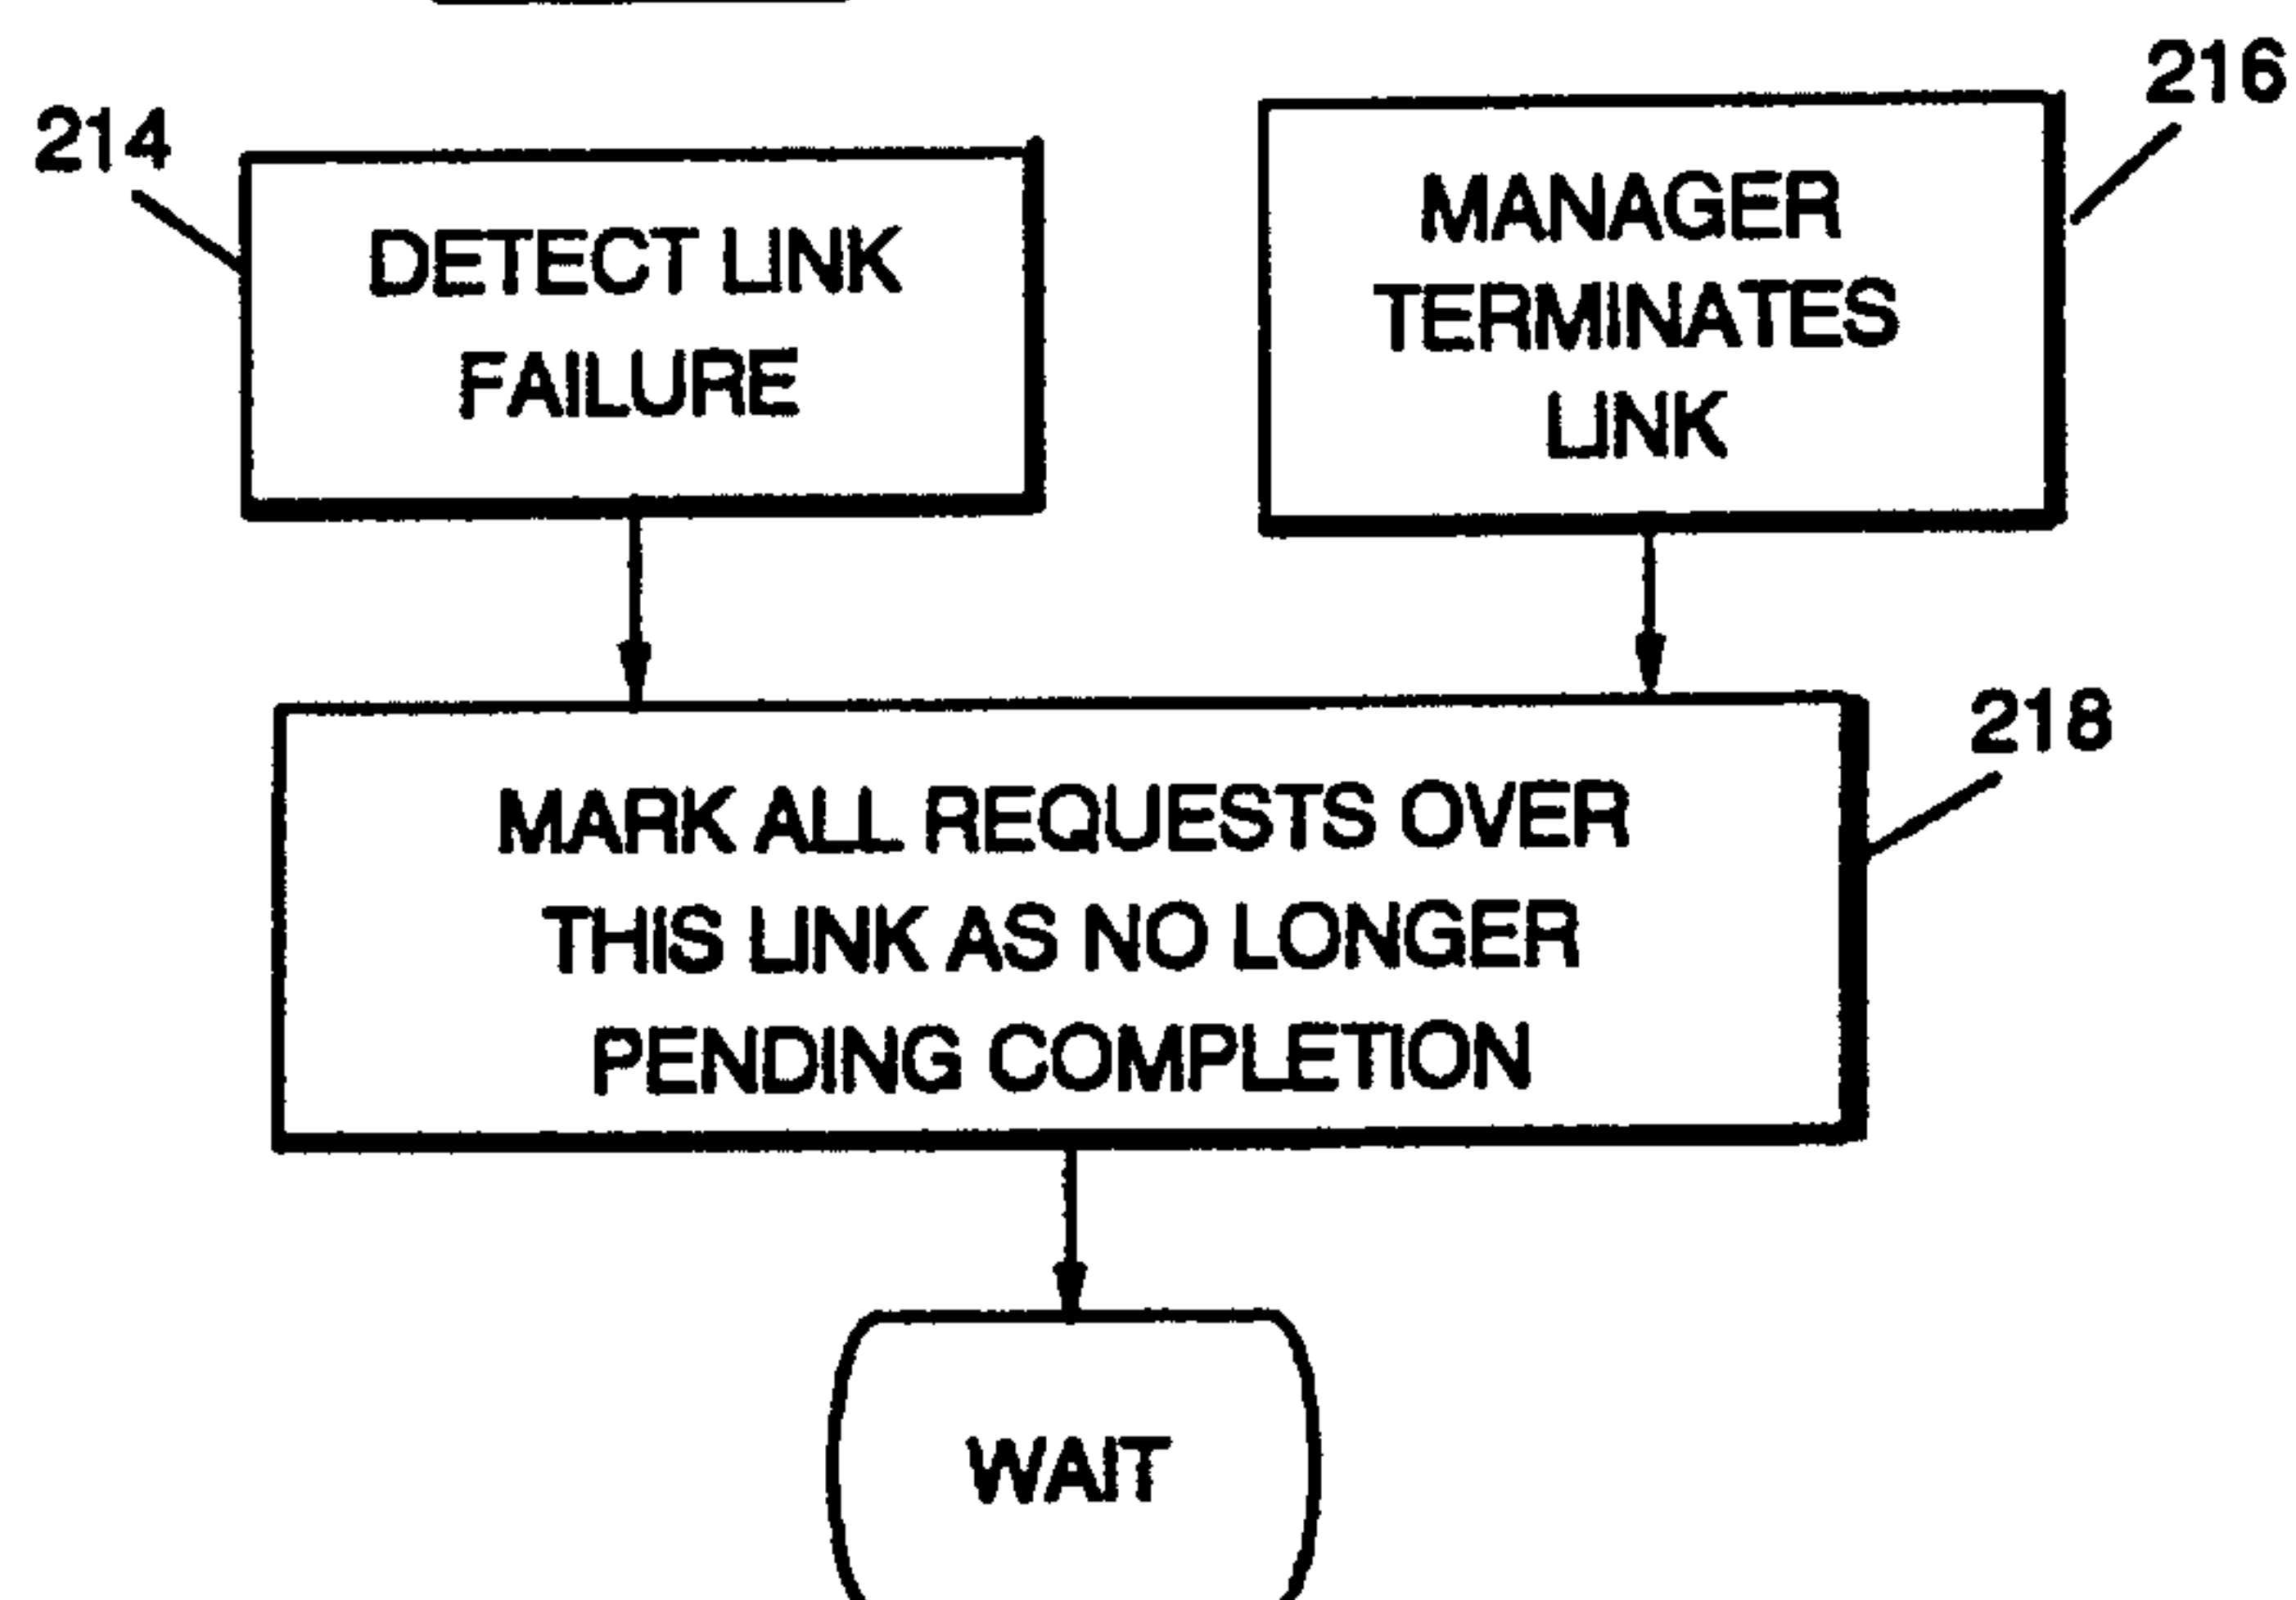 216
214
MANAGER
TERMINATES
LINK
DETECT LINK
FAILURE
218
MARK ALL REQUESTS OVER
THIS LINK AS NO LONGER
PENDING COMPLETION
WAIT